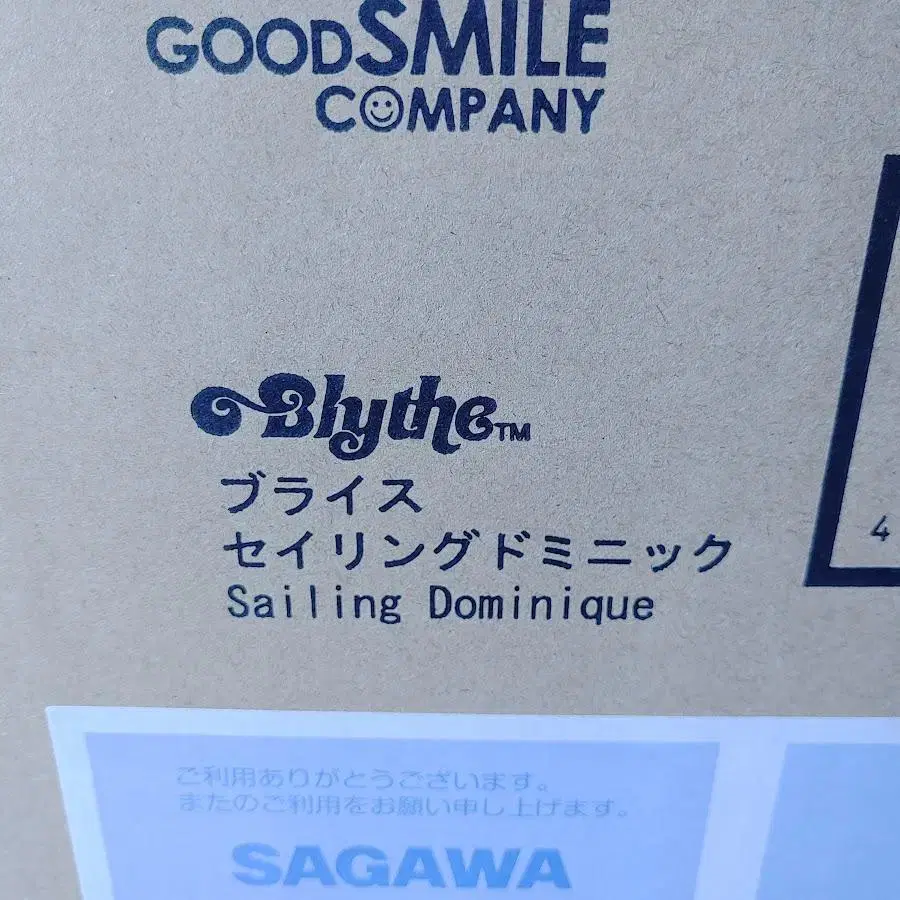 GOODSMILE
COMPANY
Blythe™
ブライス
セイリングドミニック
Sailing Dominique
4
ご利用ありがとうございます。
またのご利用をお願い申し上げます。
SAGAWA